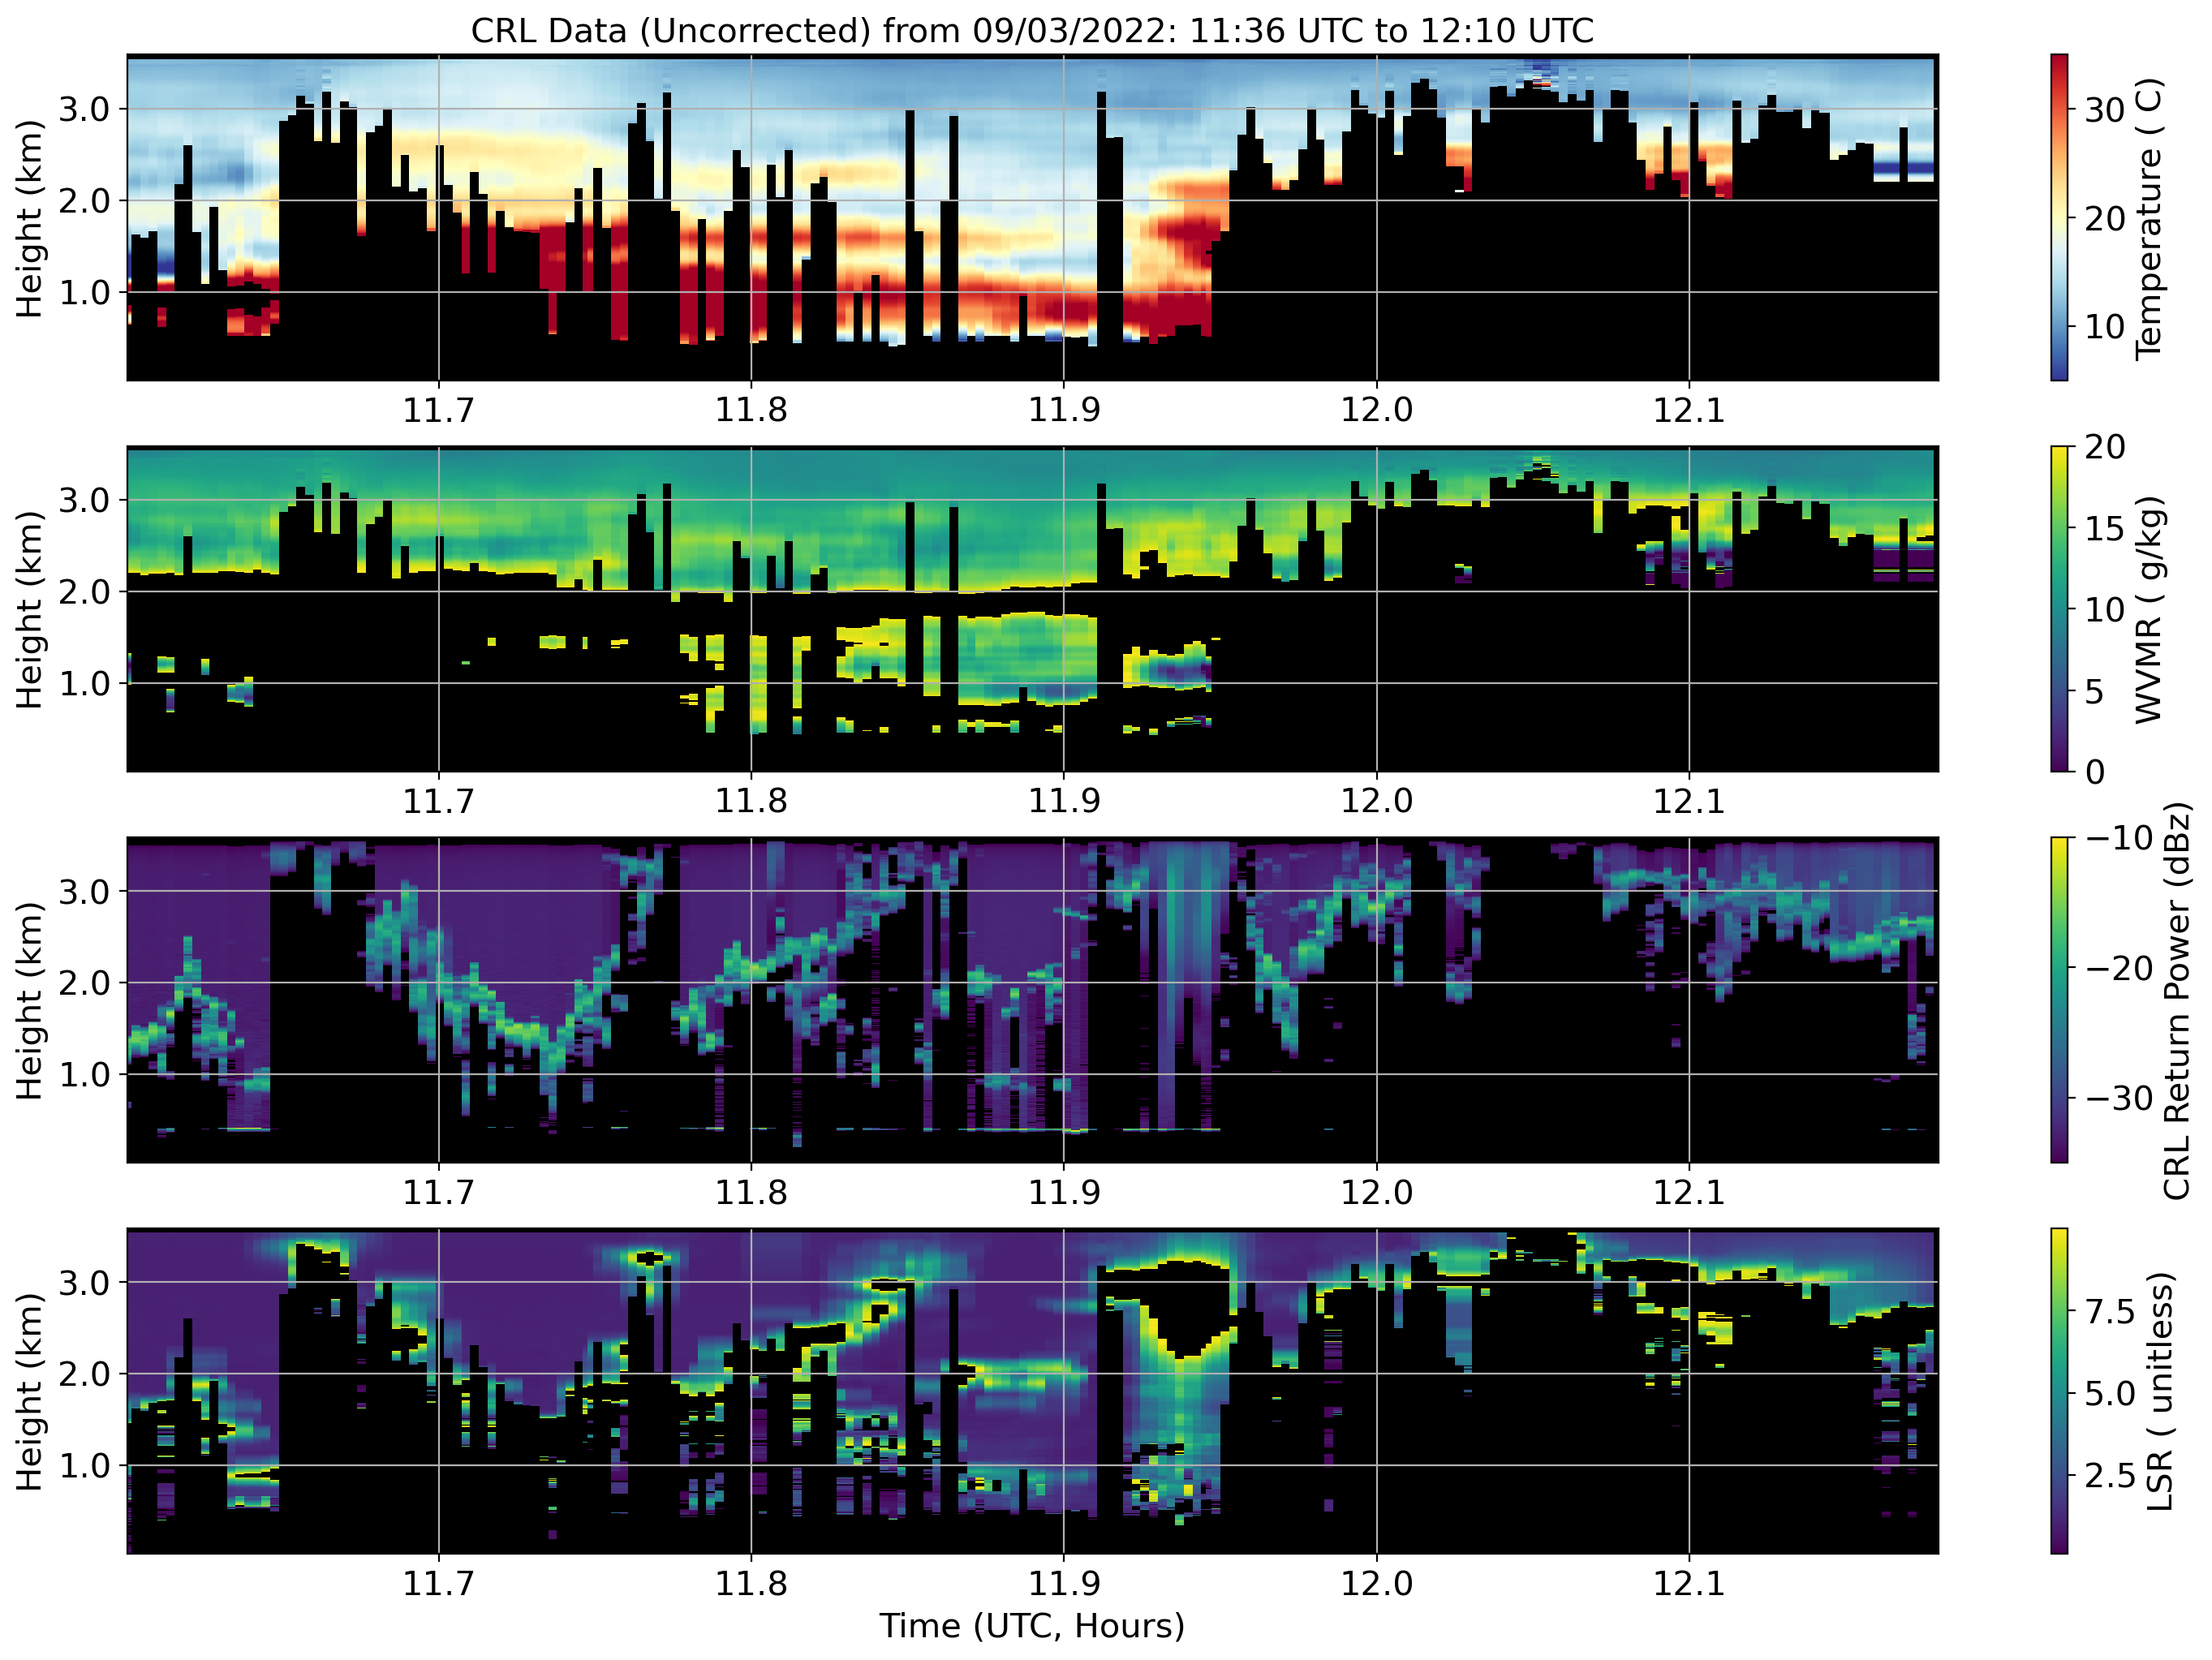 CRL Data (Uncorrected) from 09/03/2022: 11:36 UTC to 12:10 UTC
Height (km)
3.0
2.0
1.0
11.7 11.8 11.9 12.0 12.1
30
20
10
Temperature ( C)
Height (km)
3.0
2.0
1.0
11.7 11.8 11.9 12.0 12.1
20
15
10
5
0
WVMR ( g/kg)
Height (km)
3.0
2.0
1.0
11.7 11.8 11.9 12.0 12.1
−10
−20
−30
CRL Return Power (dBz)
Height (km)
3.0
2.0
1.0
11.7 11.8 11.9 12.0 12.1
7.5
5.0
2.5
LSR ( unitless)
Time (UTC, Hours)